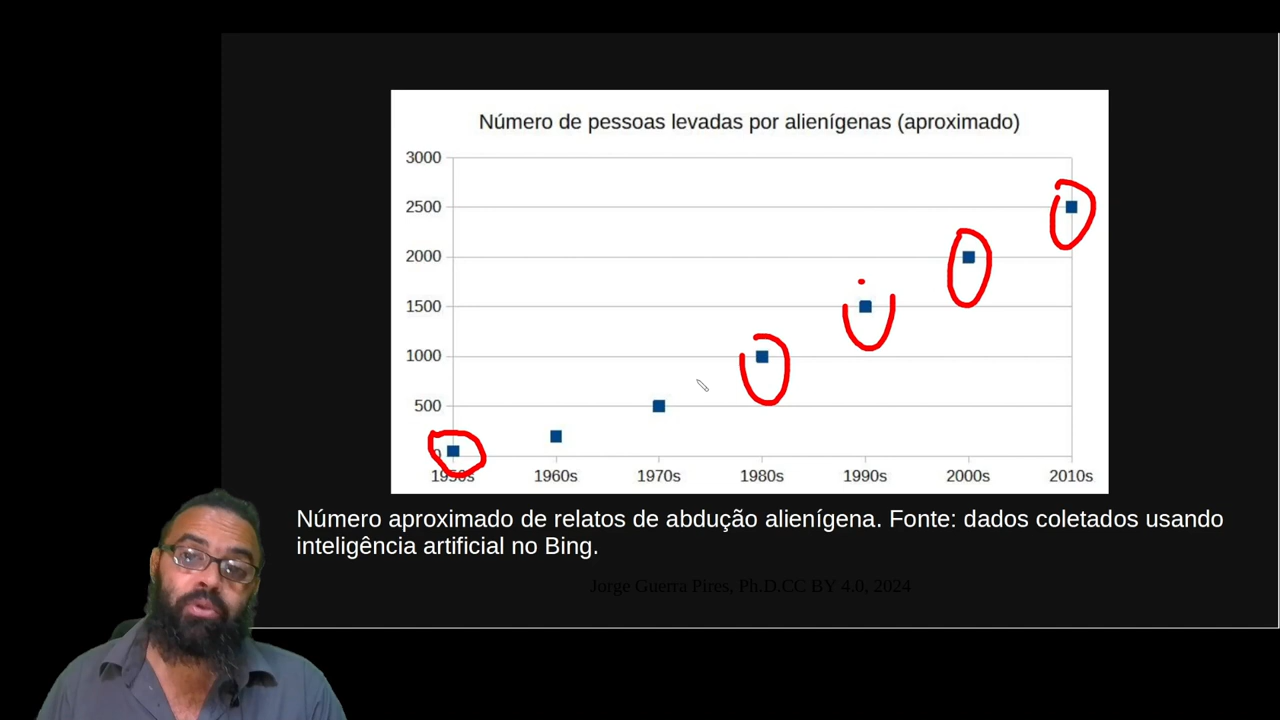 Número de pessoas levadas por alienígenas (aproximado)
3000
2500
2000
1500
1000
500
0
1950s 1960s 1970s 1980s 1990s 2000s 2010s
Número aproximado de relatos de abdução alienígena. Fonte: dados coletados usando
inteligência artificial no Bing.
Jorge Guerra Pires, Ph.D.CC BY 4.0, 2024